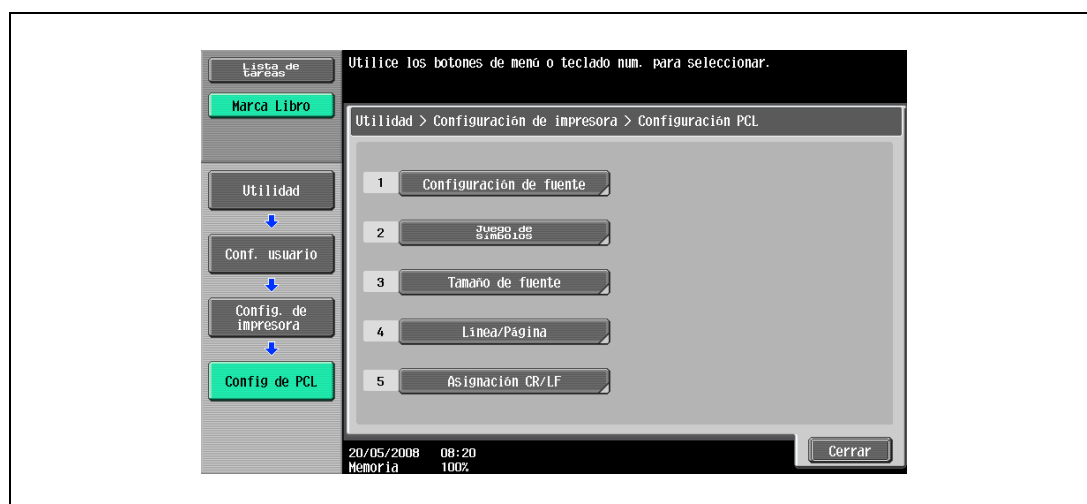 Lista de
tareas
Utilice los botones de menú o teclado num. para seleccionar.
Marca Libro
Utilidad > Configuración de impresora > Configuración PCL
Utilidad
1 Configuración de fuente
2 Juego de
símbolos
Conf. usuario
3 Tamaño de fuente
Config. de
impresora
4 Línea/Página
Config de PCL
5 Asignación CR/LF
20/05/2008 08:20
Memoria 100%
Cerrar